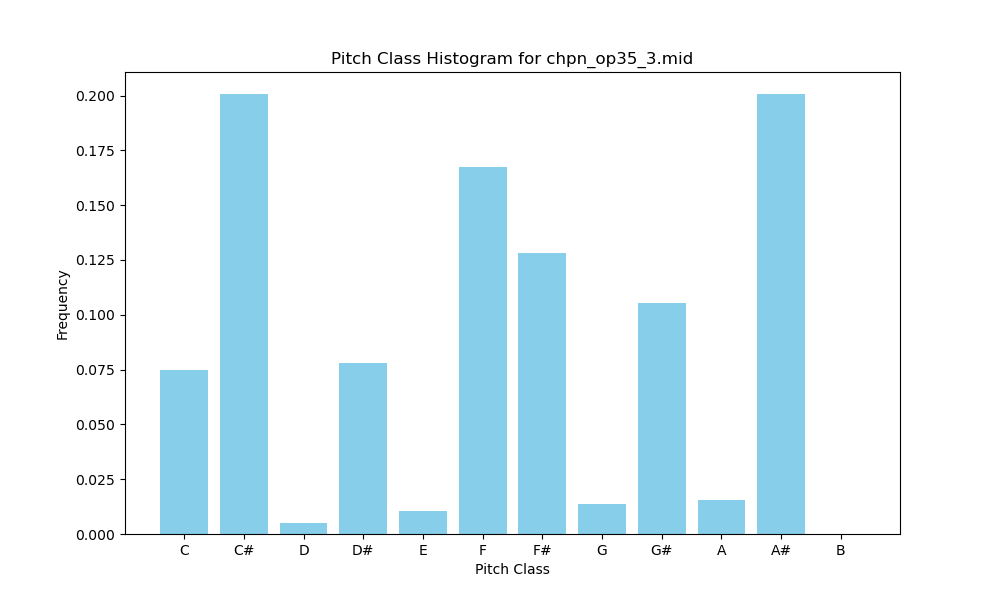 Pitch Class Histogram for chpn_op35_3.mid
Frequency
0.200
0.175
0.150
0.125
0.100
0.075
0.050
0.025
0.000
C C# D D# E F F# G G# A A# B
Pitch Class